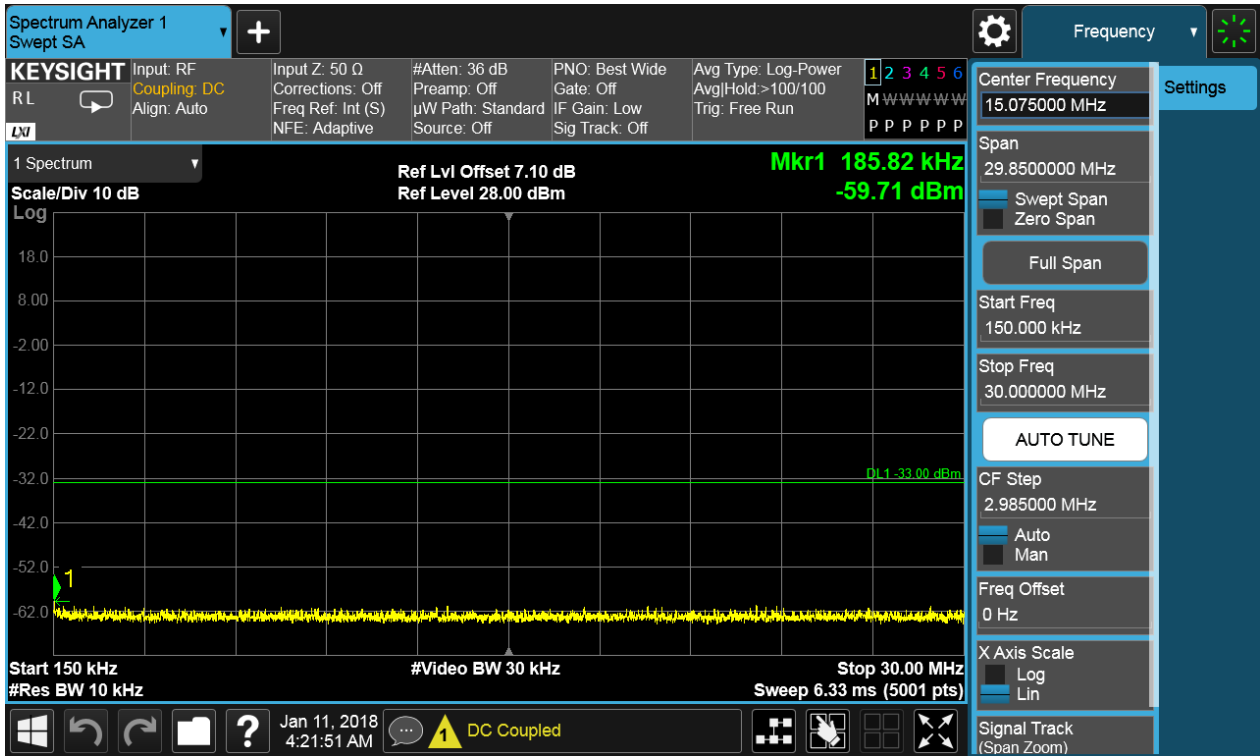 Spectrum Analyzer 1
Swept SA
+
Frequency
KEYSIGHT
RL
LXI
Input: RF
Coupling: DC
Align: Auto
Input Z: 50 Ω
Corrections: Off
Freq Ref: Int (S)
NFE: Adaptive
#Atten: 36 dB
Preamp: Off
µW Path: Standard
Source: Off
PNO: Best Wide
Gate: Off
IF Gain: Low
Sig Track: Off
Avg Type: Log-Power
Avg|Hold:>100/100
Trig: Free Run
1 2 3 4 5 6
M W W W W W
P P P P P P
1 Spectrum
Scale/Div 10 dB
Ref Lvl Offset 7.10 dB
Ref Level 28.00 dBm
Mkr1 185.82 kHz
-59.71 dBm
Log
18.0
8.00
-2.00
-12.0
-22.0
-32.0
-42.0
-52.0
-62.0
DL1 -33.00 dBm
1
Start 150 kHz
#Res BW 10 kHz
#Video BW 30 kHz
Stop 30.00 MHz
Sweep 6.33 ms (5001 pts)
Center Frequency
15.075000 MHz
Span
29.8500000 MHz
Swept Span
Zero Span
Full Span
Start Freq
150.000 kHz
Stop Freq
30.000000 MHz
AUTO TUNE
CF Step
2.985000 MHz
Auto
Man
Freq Offset
0 Hz
X Axis Scale
Log
Lin
Signal Track
(Span Zoom)
Settings
?
Jan 11, 2018
4:21:51 AM
1
DC Coupled